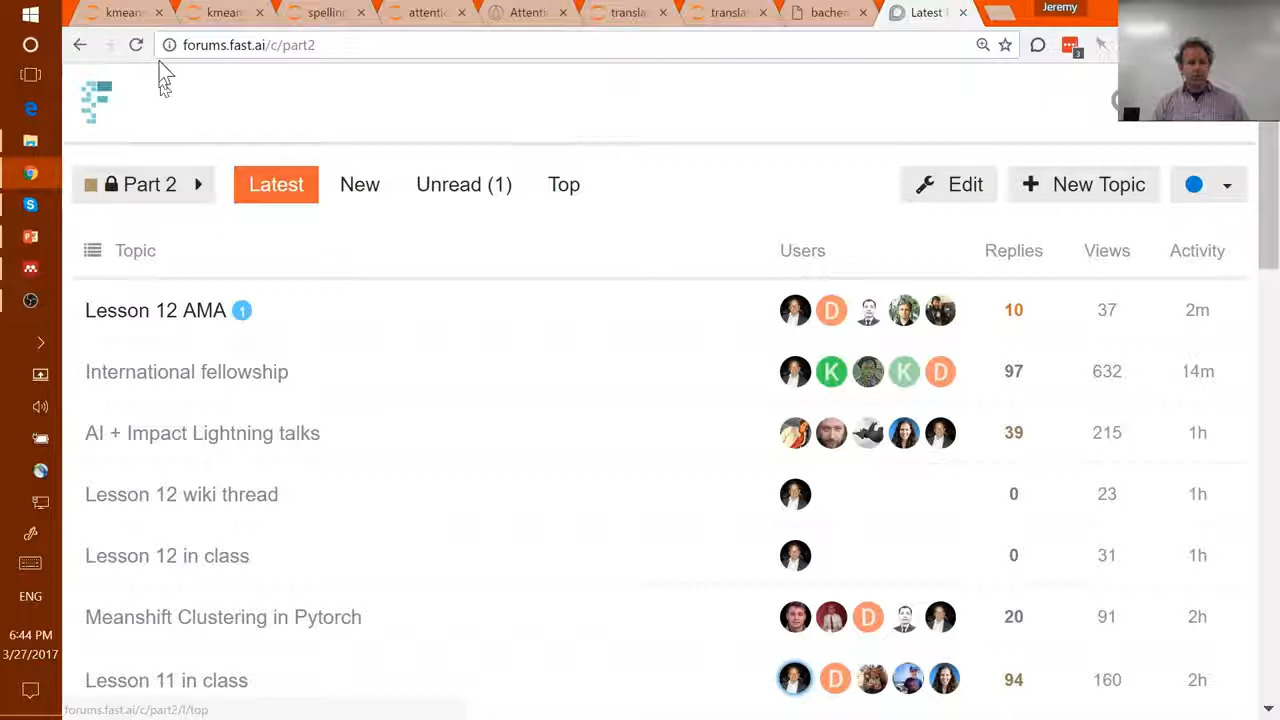 kmean
kmean
spelling
attentic
Attenti
transla
transla
bache
Latest
Jeremy
forums.fast.ai/c/part2
3
Part 2
Latest
New
Unread (1)
Top
Edit
New Topic
Topic
Users
Replies
Views
Activity
Lesson 12 AMA 1
D
10
37
2m
International fellowship
K
K
D
97
632
14m
AI + Impact Lightning talks
39
215
1h
Lesson 12 wiki thread
0
23
1h
Lesson 12 in class
0
31
1h
Meanshift Clustering in Pytorch
D
20
91
2h
Lesson 11 in class
D
94
160
2h
ENG
6:44 PM
3/27/2017
forums.fast.ai/c/part2/l/top